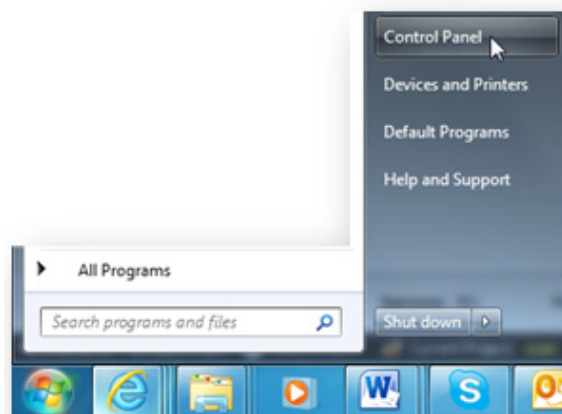 Control Panel
Devices and Printers
Default Programs
Help and Support
All Programs
Search programs and files
Shut down
W
S
O